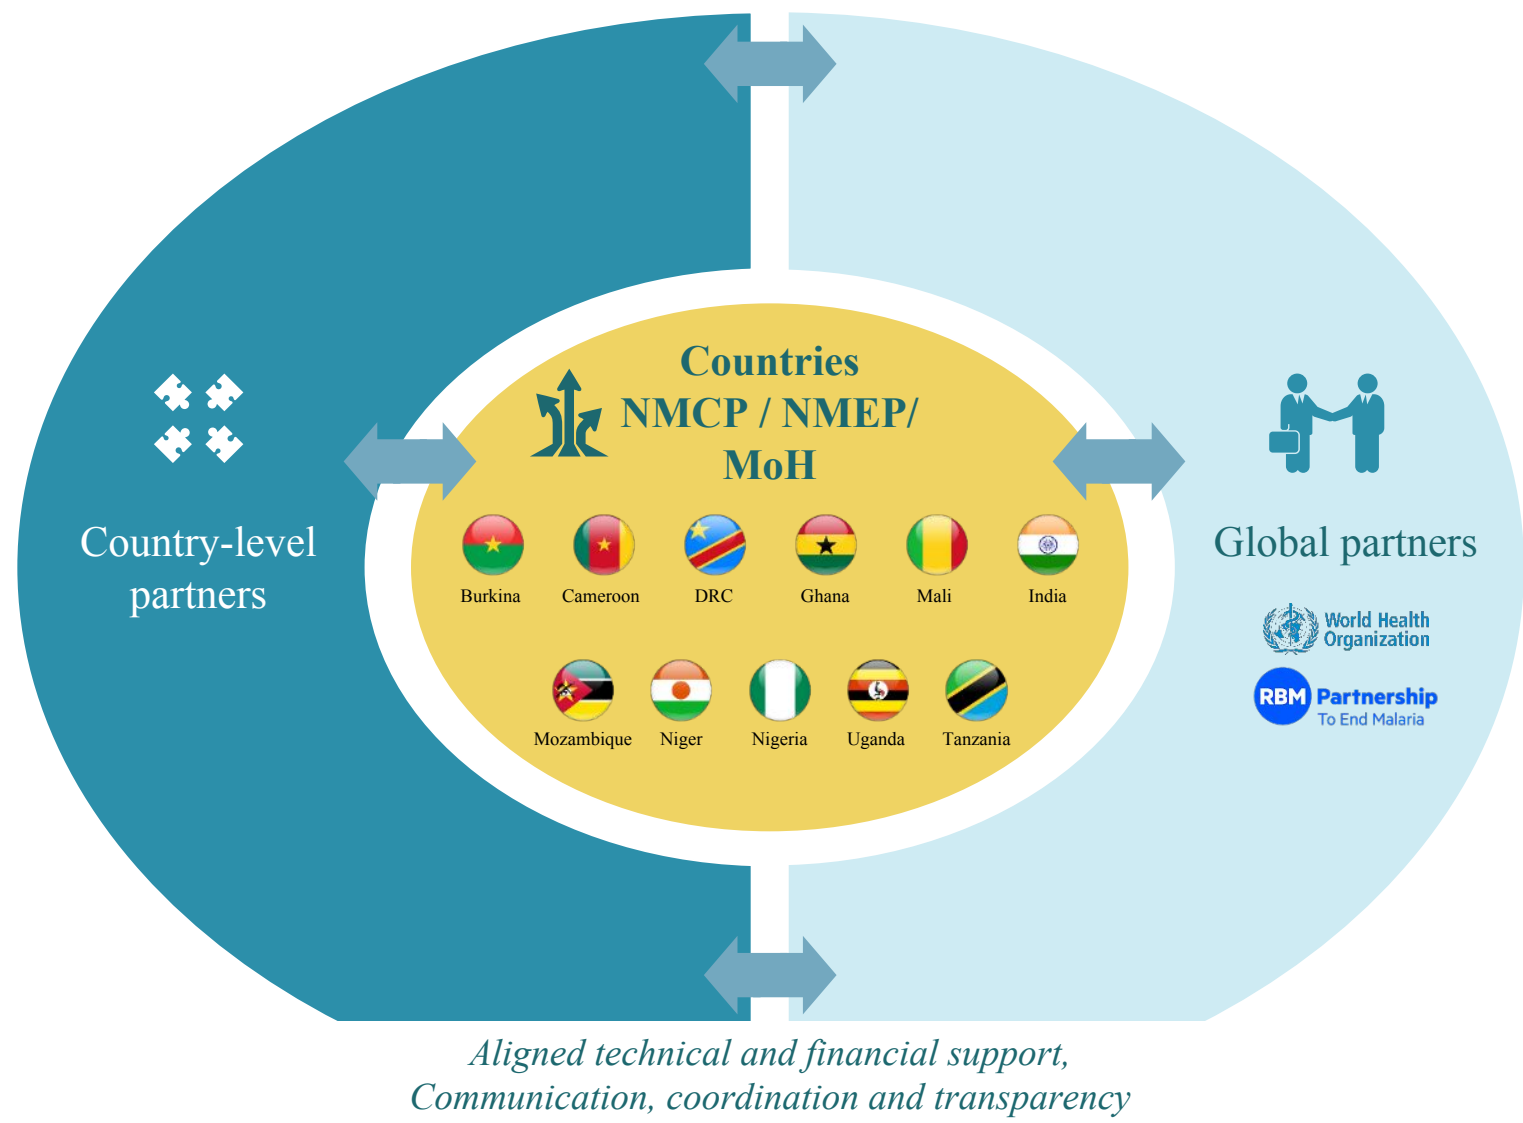 Countries
NMCP / NMEP/
MoH
Country-level
partners
Burkina
Cameroon
DRC
Ghana
Mali
India
Mozambique
Niger
Nigeria
Uganda
Tanzania
Global partners
World Health
Organization
RBM Partnership
To End Malaria
Aligned technical and financial support,
Communication, coordination and transparency